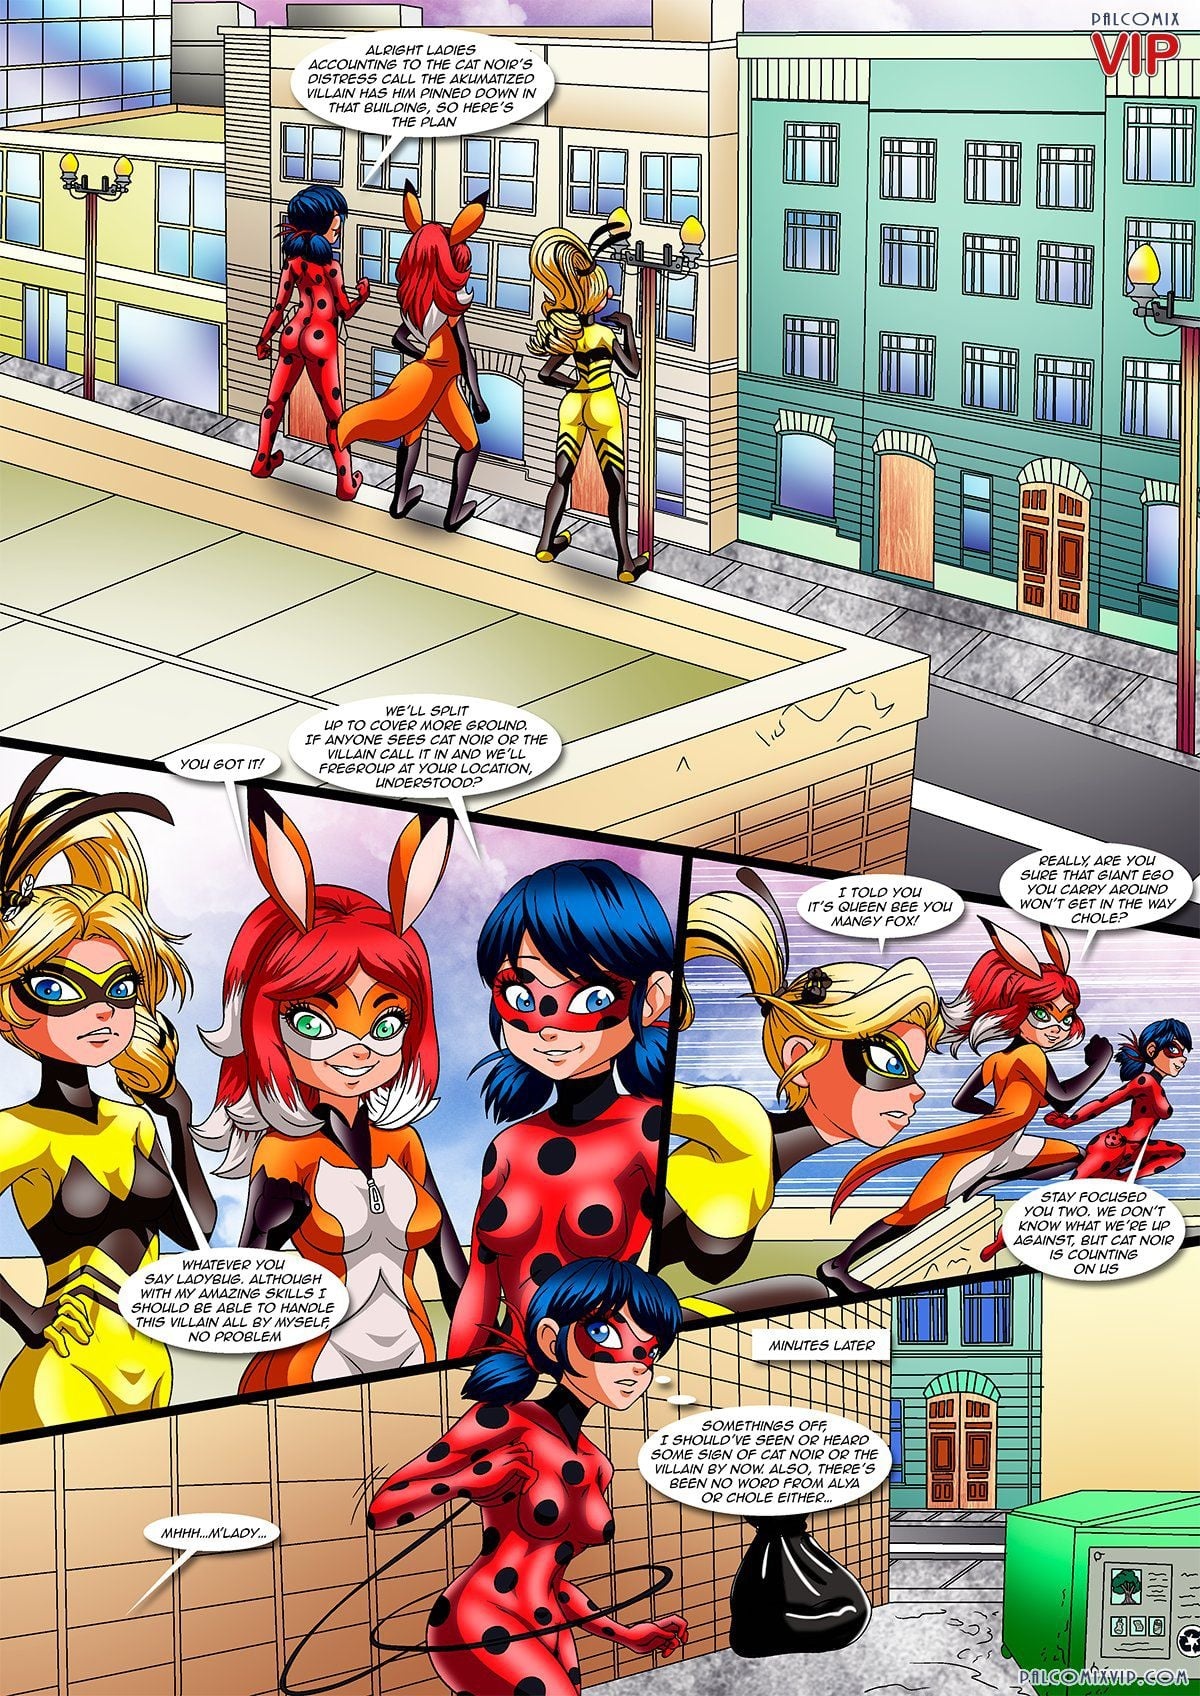 PALCOMIX
VIP
ALRIGHT LADIES
ACCOUNTING TO THE CAT NOIR'S
DISTRESS CALL THE AKUMATIZED
VILLAIN HAS HIM PINNED DOWN IN
THAT BUILDING, SO HERE'S
THE PLAN
YOU GOT IT!
WE'LL SPLIT
UP TO COVER MORE GROUND.
IF ANYONE SEES CAT NOIR OR THE
VILLAIN CALL IT IN AND WE'LL
FREGROUP AT YOUR LOCATION,
UNDERSTOOD?
WHATEVER YOU
SAY LADYBUG. ALTHOUGH
WITH MY AMAZING SKILLS I
SHOULD BE ABLE TO HANDLE
THIS VILLAIN ALL BY MYSELF,
NO PROBLEM
I TOLD YOU
IT'S QUEEN BEE YOU
MANGY FOX!
REALLY, ARE YOU
SURE THAT GIANT EGO
YOU CARRY AROUND
WON'T GET IN THE WAY
CHOLE?
STAY FOCUSED
YOU TWO. WE DON'T
KNOW WHAT WE'RE UP
AGAINST, BUT CAT NOIR
IS COUNTING
ON US
MINUTES LATER
SOMETHINGS OFF,
I SHOULD'VE SEEN OR HEARD
SOME SIGN OF CAT NOIR OR THE
VILLAIN BY NOW. ALSO, THERE'S
BEEN NO WORD FROM ALYA
OR CHOLE EITHER...
MHHH...M'LADY...
PALCOMIXVIP.COM